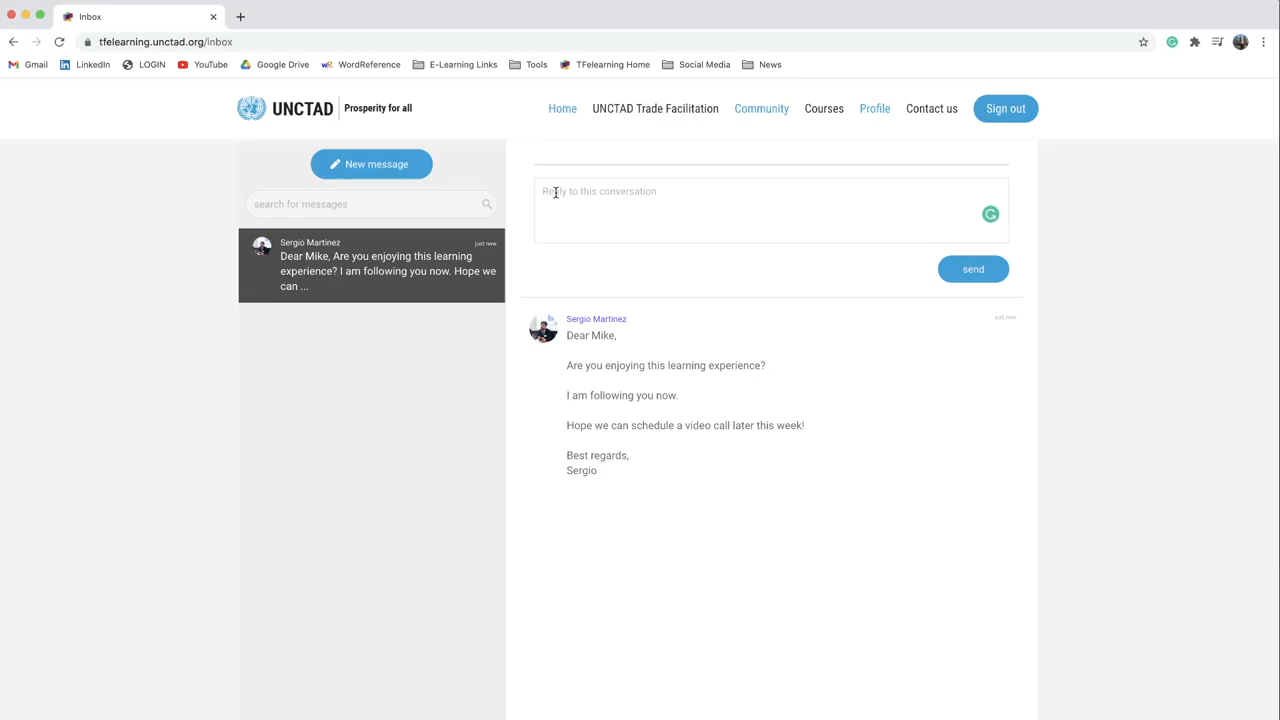 Inbox
tfelearning.unctad.org/inbox
Gmail LinkedIn LOGIN YouTube Google Drive WordReference E-Learning Links Tools TFelearning Home Social Media News
UNCTAD Prosperity for all
Home UNCTAD Trade Facilitation Community Courses Profile Contact us Sign out
New message
search for messages
Sergio Martinez just now
Dear Mike, Are you enjoying this learning
experience? I am following you now. Hope we
can ...
Reply to this conversation
send
Sergio Martinez just now
Dear Mike,
Are you enjoying this learning experience?
I am following you now.
Hope we can schedule a video call later this week!
Best regards,
Sergio